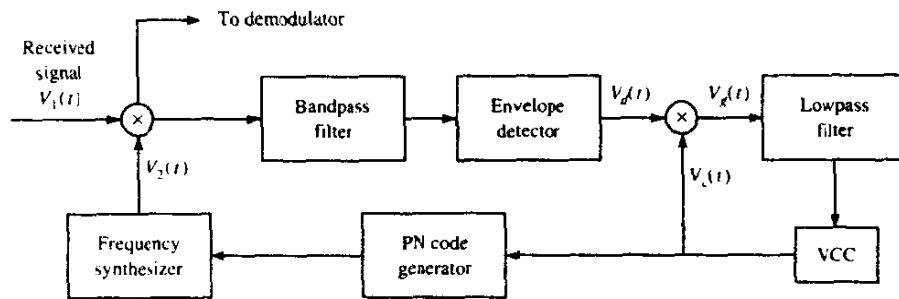 To demodulator
Received
signal
V₁(t)
×
Bandpass
filter
Envelope
detector
V_d(t)
×
V_g(t)
Lowpass
filter
V₂(t)
V_c(t)
Frequency
synthesizer
PN code
generator
VCC